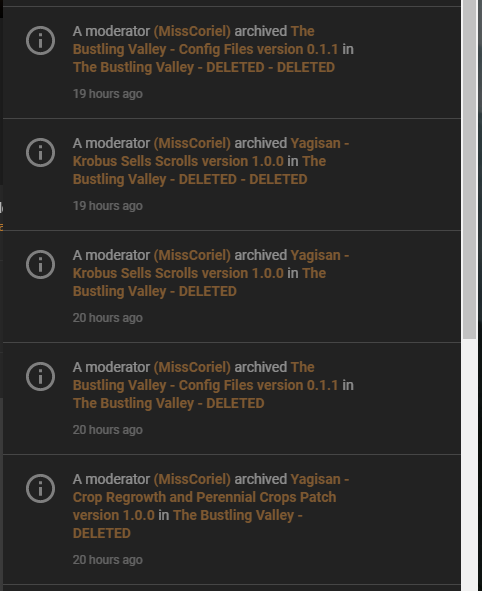 A moderator (MissCoriel) archived The
Bustling Valley - Config Files version 0.1.1 in
The Bustling Valley - DELETED - DELETED
19 hours ago
A moderator (MissCoriel) archived Yagisan -
Krobus Sells Scrolls version 1.0.0 in The
Bustling Valley - DELETED - DELETED
19 hours ago
A moderator (MissCoriel) archived Yagisan -
Krobus Sells Scrolls version 1.0.0 in The
Bustling Valley - DELETED
20 hours ago
A moderator (MissCoriel) archived The
Bustling Valley - Config Files version 0.1.1 in
The Bustling Valley - DELETED
20 hours ago
A moderator (MissCoriel) archived Yagisan -
Crop Regrowth and Perennial Crops Patch
version 1.0.0 in The Bustling Valley -
DELETED
20 hours ago